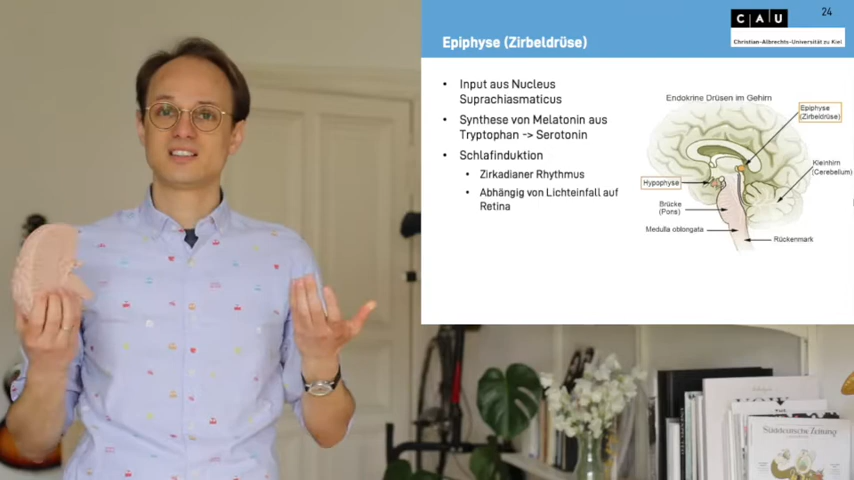 24
CAU
Christian-Albrechts-Universität zu Kiel
Epiphyse (Zirbeldrüse)
• Input aus Nucleus
Suprachiasmaticus
• Synthese von Melatonin aus
Tryptophan -> Serotonin
• Schlafinduktion
• Zirkadianer Rhythmus
• Abhängig von Lichteinfall auf
Retina
Endokrine Drüsen im Gehirn
Epiphyse
(Zirbeldrüse)
Kleinhirn
(Cerebellum)
Hypophyse
Brücke
(Pons)
Medulla oblongata
Rückenmark
Süddeutsche Zeitung